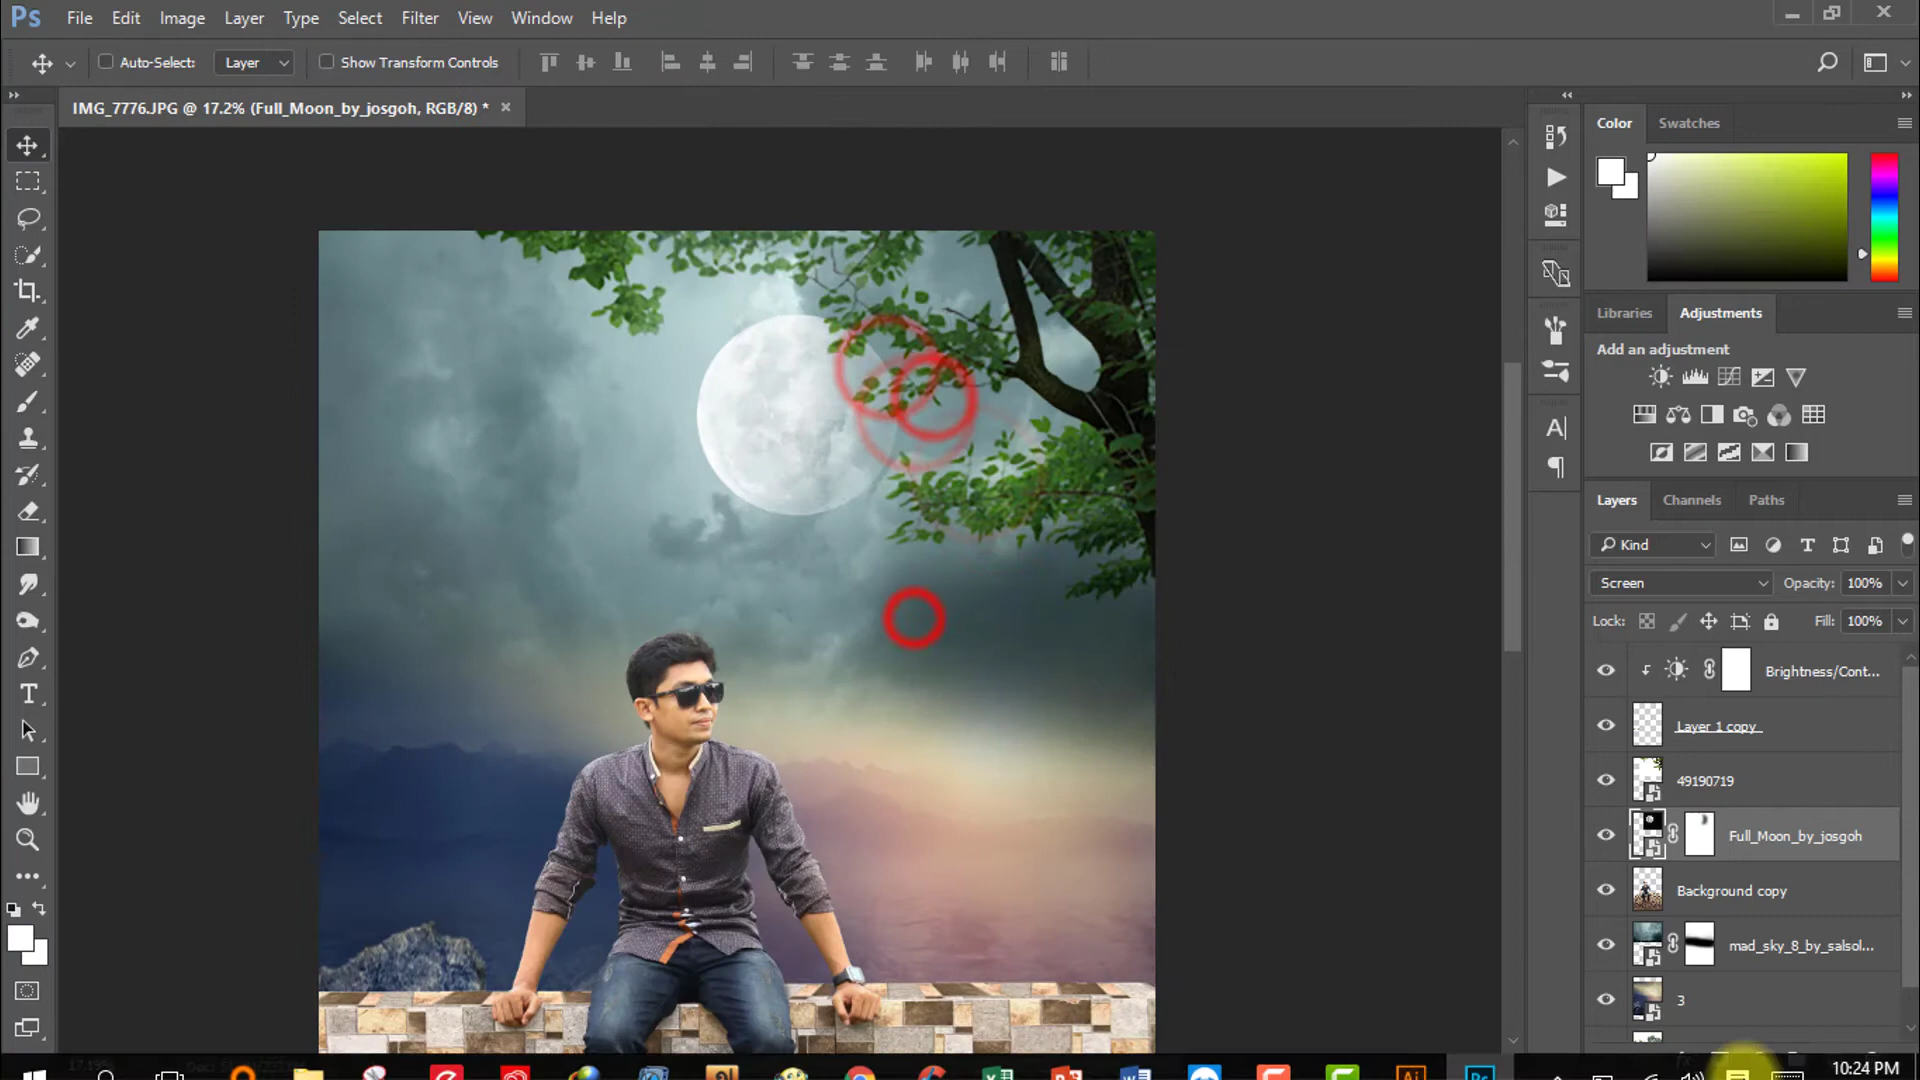 Ps File Edit Image Layer Type Select Filter View Window Help
Auto-Select: Layer Show Transform Controls
IMG_7776.JPG @ 17.2% (Full_Moon_by_josgoh, RGB/8) *
Color Swatches
Libraries Adjustments
Add an adjustment
Layers Channels Paths
Kind
Screen Opacity: 100%
Lock: Fill: 100%
Brightness/Cont...
Layer 1 copy
49190719
Full_Moon_by_josgoh
Background copy
mad_sky_8_by_salsol...
3
10:24 PM